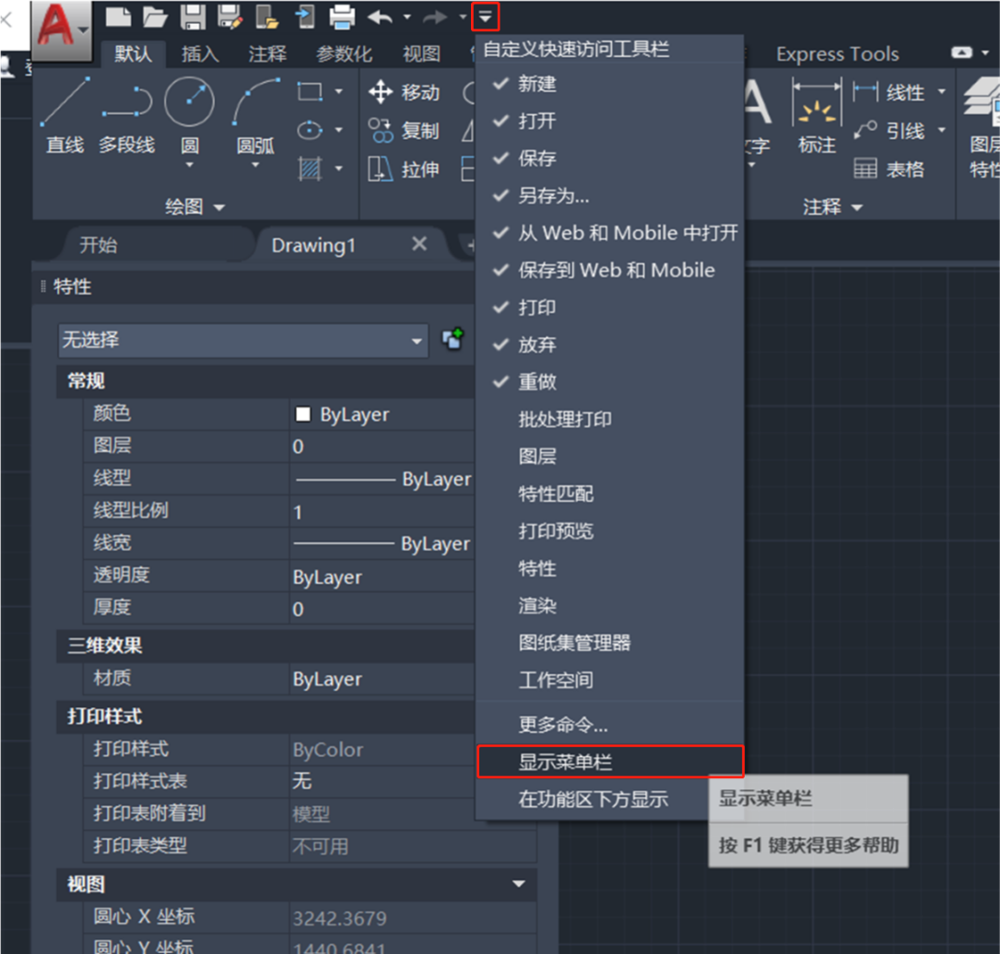 默认 插入 注释 参数化 视图
Express Tools
直线 多段线 圆 圆弧
移动
复制
拉伸
文字
标注
线性
引线
表格
图层
特性
绘图
注释
开始
Drawing1
特性
无选择
常规
颜色 ByLayer
图层 0
线型 ByLayer
线型比例 1
线宽 ByLayer
透明度 ByLayer
厚度 0
三维效果
材质 ByLayer
打印样式
打印样式 ByColor
打印样式表 无
打印表附着到 模型
打印表类型 不可用
视图
圆心 X 坐标 3242.3679
圆心 Y 坐标 1440.6841
自定义快速访问工具栏
新建
打开
保存
另存为...
从 Web 和 Mobile 中打开
保存到 Web 和 Mobile
打印
放弃
重做
批处理打印
图层
特性匹配
打印预览
特性
渲染
图纸集管理器
工作空间
更多命令...
显示菜单栏
在功能区下方显示
显示菜单栏
按 F1 键获得更多帮助